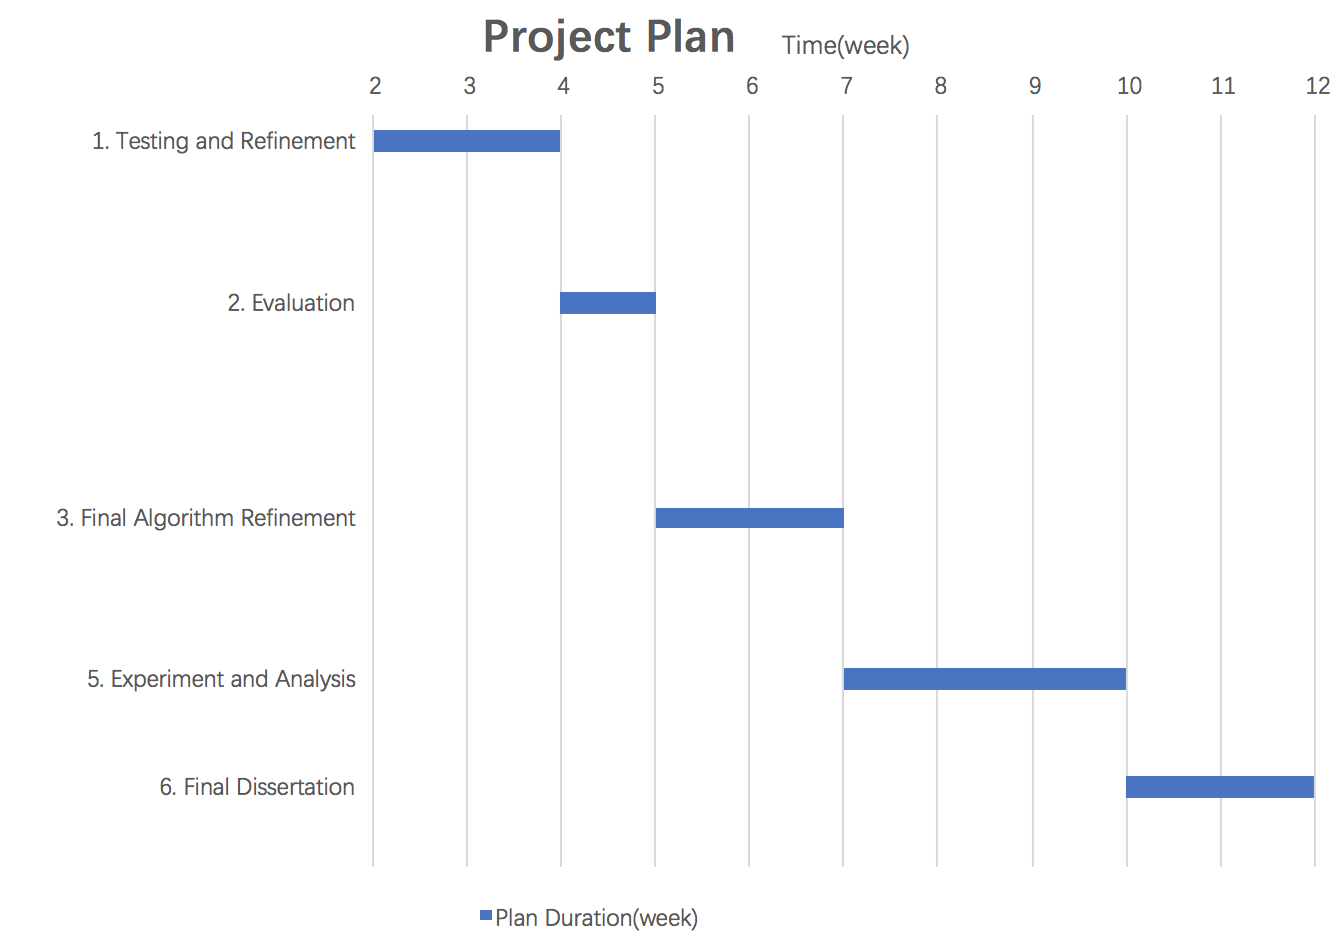 Project Plan
Time(week)
2 3 4 5 6 7 8 9 10 11 12
1. Testing and Refinement
2. Evaluation
3. Final Algorithm Refinement
5. Experiment and Analysis
6. Final Dissertation
Plan Duration(week)